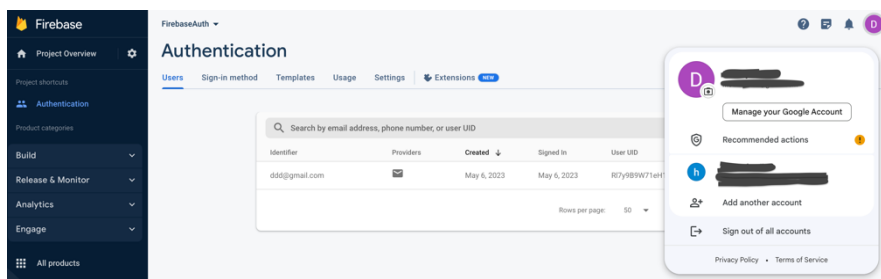 Firebase
Project Overview
Project shortcuts
Authentication
Product categories
Build
Release & Monitor
Analytics
Engage
All products
FirebaseAuth
Authentication
Users Sign-in method Templates Usage Settings Extensions NEW
Search by email address, phone number, or user UID
Identifier Providers Created Signed In User UID
ddd@gmail.com May 6, 2023 May 6, 2023
Rows per page: 50
D
D
Manage your Google Account
Recommended actions
h
Add another account
Sign out of all accounts
Privacy Policy • Terms of Service